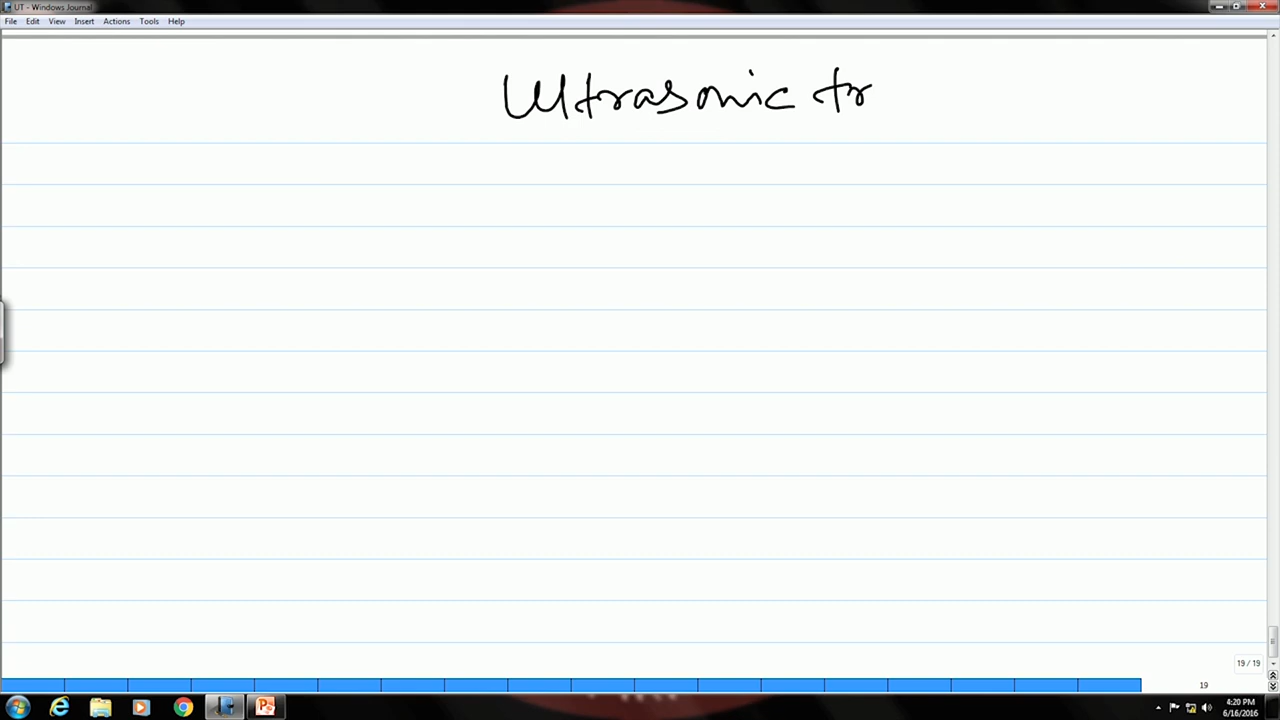 UT - Windows Journal
File Edit View Insert Actions Tools Help
Ultrasonic tr
19 / 19
19
4:20 PM
6/16/2016